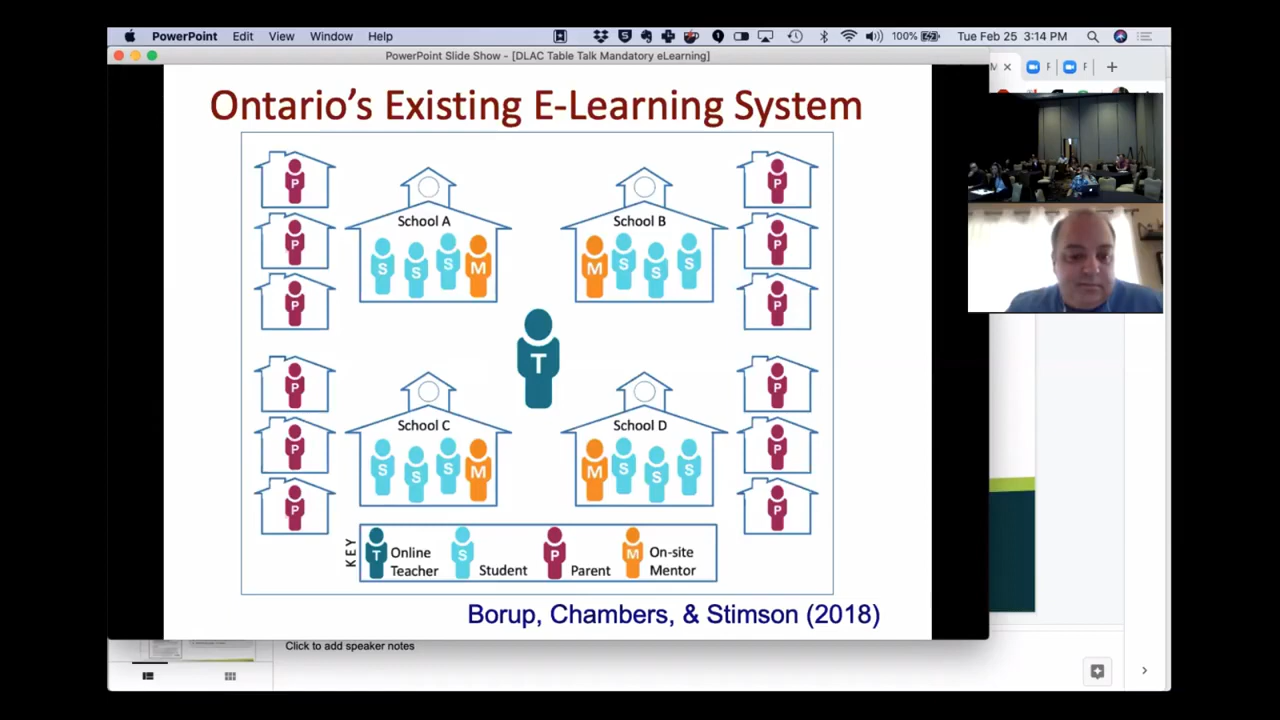 PowerPoint Edit View Window Help 100% Tue Feb 25 3:14 PM
PowerPoint Slide Show - [DLAC Table Talk Mandatory eLearning]
Ontario's Existing E-Learning System
P
P
P
School A
S S S M
School B
M S S S
P
P
P
T
P
P
P
School C
S S S M
School D
M S S S
P
P
P
KEY
T Online Teacher
S Student
P Parent
M On-site Mentor
Borup, Chambers, & Stimson (2018)
Click to add speaker notes